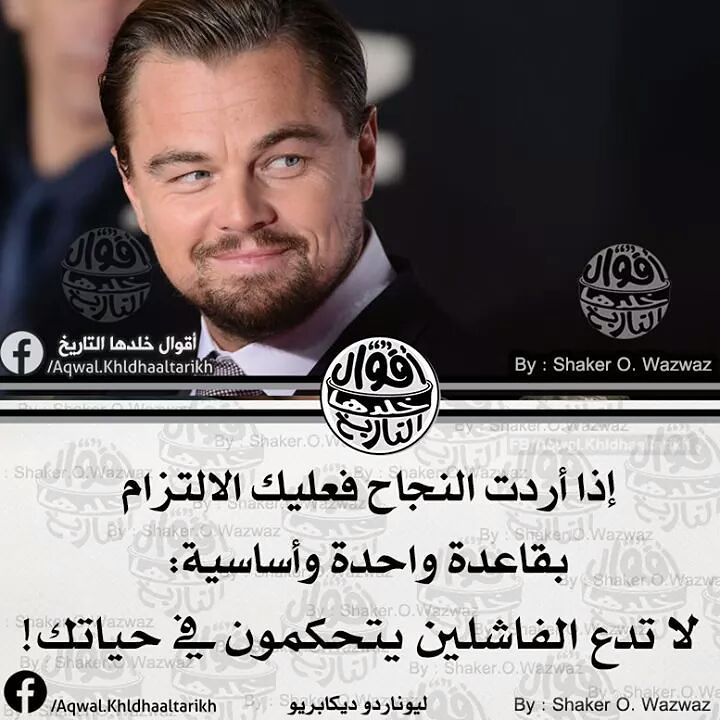 أقوال خلدها التاريخ
/Aqwal.Khldhaaltarikh
By : Shaker O. Wazwaz
أقوال
خلدها
التاريخ
إذا أردت النجاح فعليك الالتزام
بقاعدة واحدة وأساسية:
لا تدع الفاشلين يتحكمون في حياتك!
/Aqwal.Khldhaaltarikh
ليوناردو ديكابريو
By : Shaker O. Wazwaz